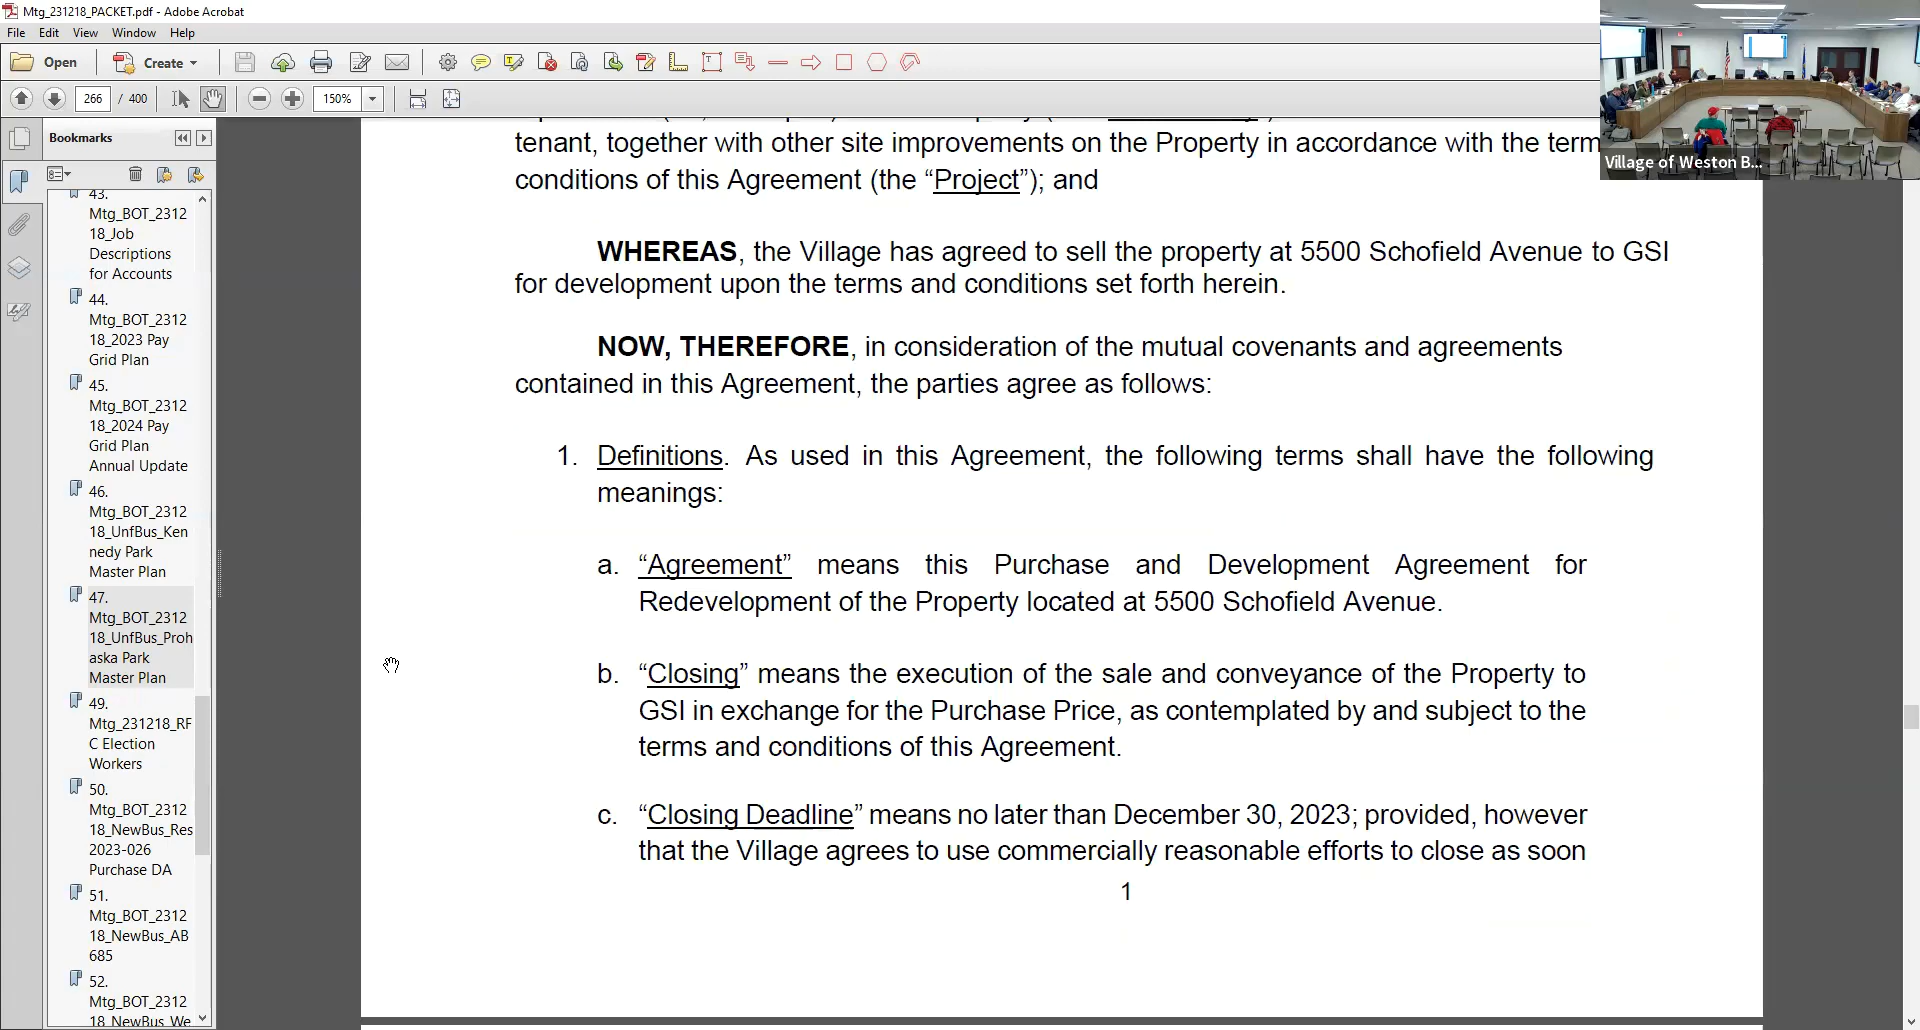 Mtg_231218_PACKET.pdf - Adobe Acrobat
File Edit View Window Help
Open
Create
266 / 400
150%
Bookmarks
43.
Mtg_BOT_2312
18_Job
Descriptions
for Accounts
44.
Mtg_BOT_2312
18_2023 Pay
Grid Plan
45.
Mtg_BOT_2312
18_2024 Pay
Grid Plan
Annual Update
46.
Mtg_BOT_2312
18_UnfBus_Ken
nedy Park
Master Plan
47.
Mtg_BOT_2312
18_UnfBus_Proh
aska Park
Master Plan
49.
Mtg_231218_RF
C Election
Workers
50.
Mtg_BOT_2312
18_NewBus_Res
2023-026
Purchase DA
51.
Mtg_BOT_2312
18_NewBus_AB
685
52.
Mtg_BOT_2312
18_NewBus_We
tenant, together with other site improvements on the Property in accordance with the term
conditions of this Agreement (the “Project”); and
WHEREAS, the Village has agreed to sell the property at 5500 Schofield Avenue to GSI
for development upon the terms and conditions set forth herein.
NOW, THEREFORE, in consideration of the mutual covenants and agreements
contained in this Agreement, the parties agree as follows:
1. Definitions. As used in this Agreement, the following terms shall have the following
meanings:
a. “Agreement” means this Purchase and Development Agreement for
Redevelopment of the Property located at 5500 Schofield Avenue.
b. “Closing” means the execution of the sale and conveyance of the Property to
GSI in exchange for the Purchase Price, as contemplated by and subject to the
terms and conditions of this Agreement.
c. “Closing Deadline” means no later than December 30, 2023; provided, however
that the Village agrees to use commercially reasonable efforts to close as soon
1
Village of Weston B...